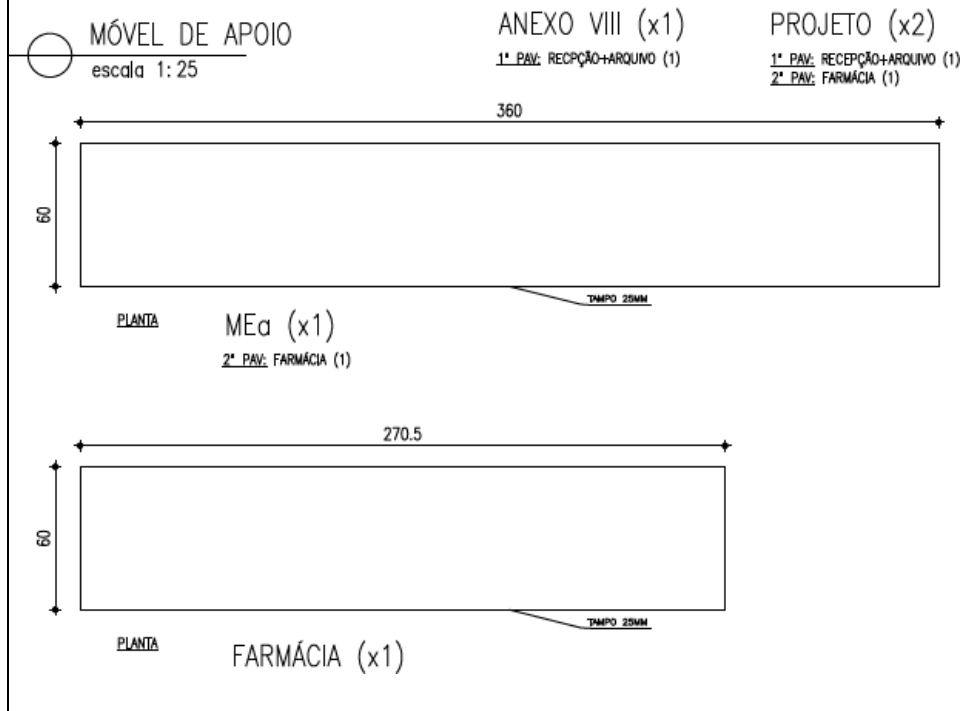 MÓVEL DE APOIO
escala 1:25
ANEXO VIII (x1)
1° PAV: RECPÇÃO+ARQUIVO (1)
PROJETO (x2)
1° PAV: RECEPÇÃO+ARQUIVO (1)
2° PAV: FARMÁCIA (1)
360
60
TAMPO 25MM
PLANTA
MEa (x1)
2° PAV: FARMÁCIA (1)
270.5
60
TAMPO 25MM
PLANTA
FARMÁCIA (x1)